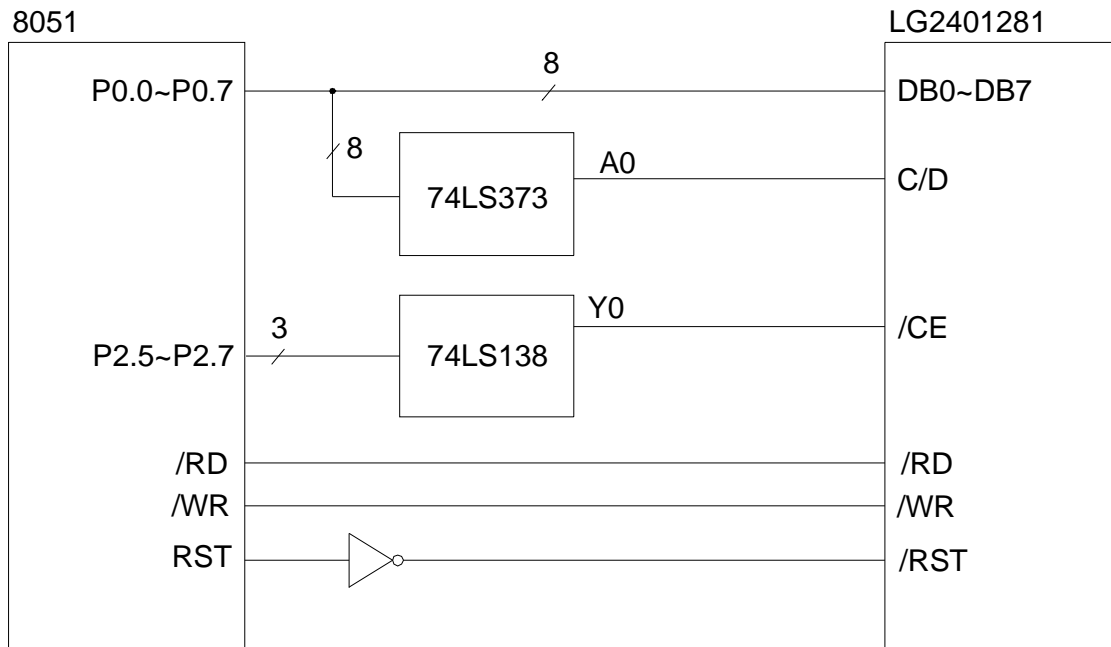 8051
LG2401281
P0.0~P0.7
8
DB0~DB7
8
74LS373
A0
C/D
P2.5~P2.7
3
74LS138
Y0
/CE
/RD
/RD
/WR
/WR
RST
/RST